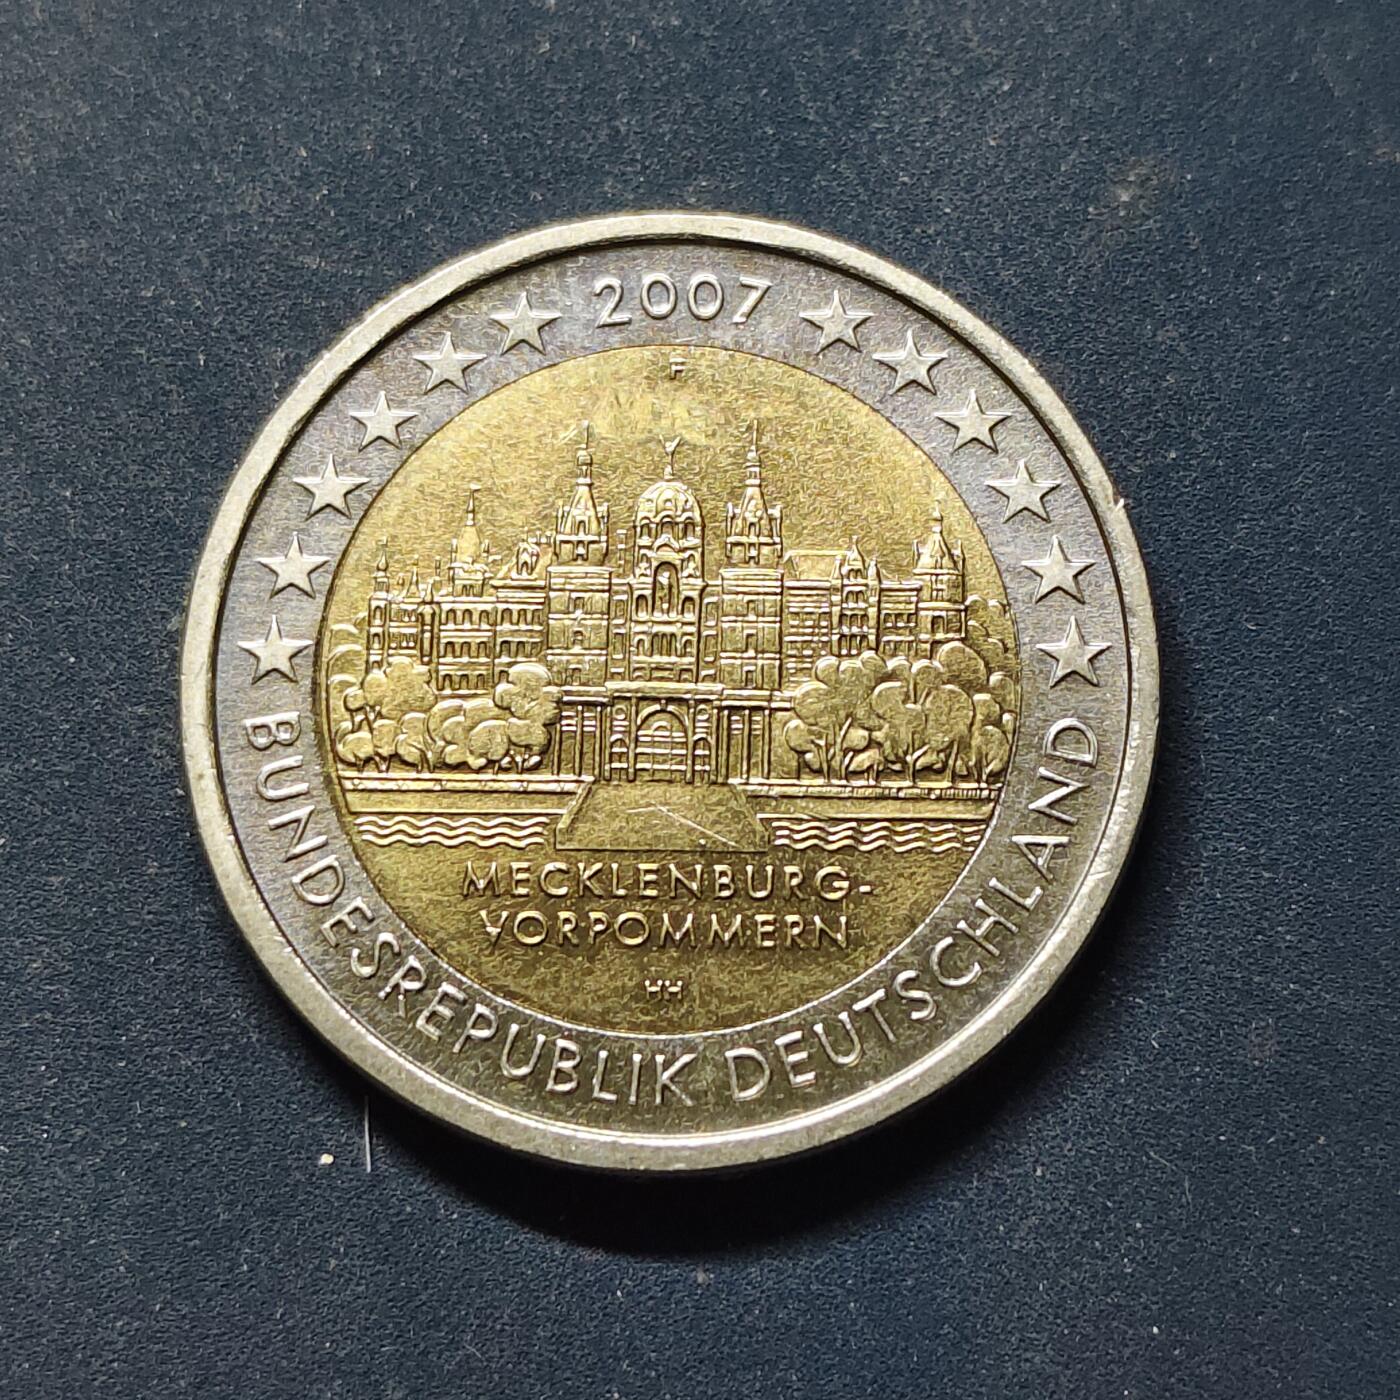 2007
F
MECKLENBURG-
VORPOMMERN
HH
BUNDESREPUBLIK DEUTSCHLAND